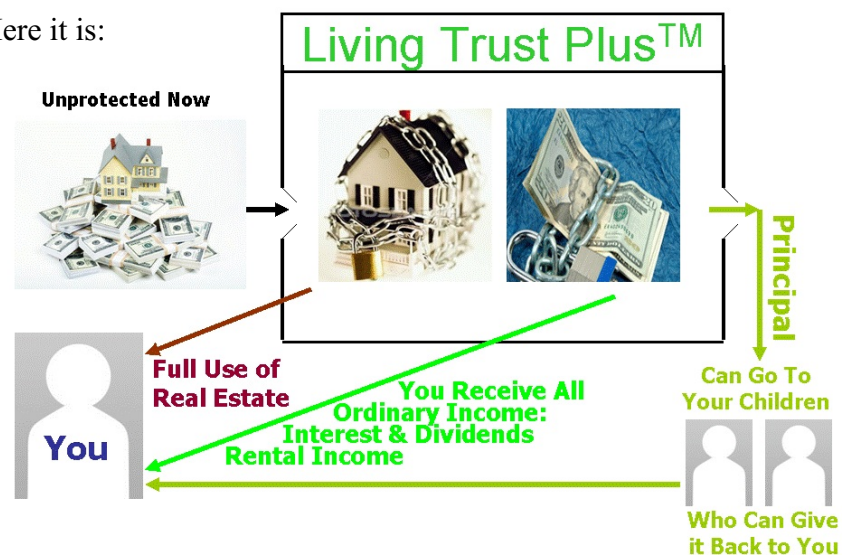 Here it is:
Living Trust Plus™
Unprotected Now
Principal
Full Use of
Real Estate
You Receive All
Ordinary Income:
Interest & Dividends
Rental Income
You
Can Go To
Your Children
Who Can Give
it Back to You